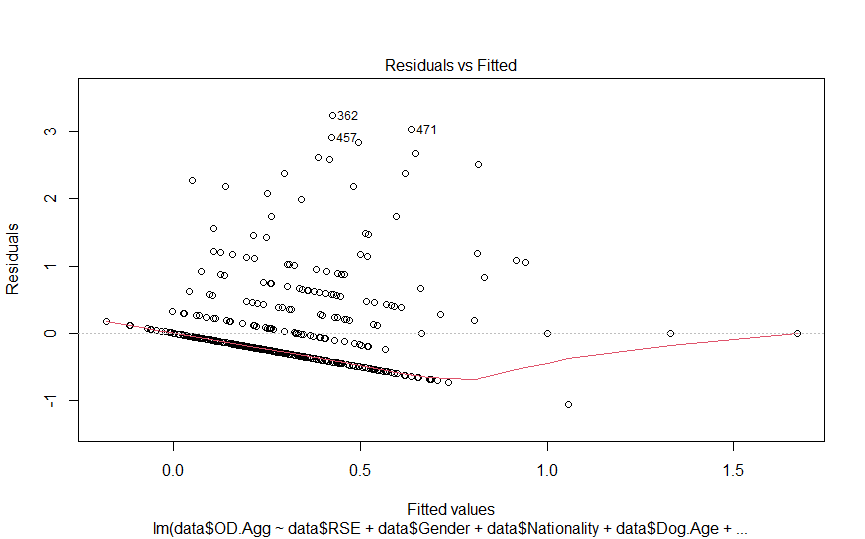 Residuals vs Fitted
362
471
457
3
2
1
0
-1
Residuals
0.0 0.5 1.0 1.5
Fitted values
lm(data$OD.Agg ~ data$RSE + data$Gender + data$Nationality + data$Dog.Age + ...